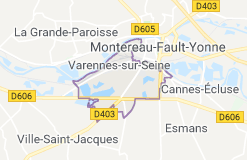 D403
D605
La Grande-Paroisse
Montereau-Fault-Yonne
Varennes-sur-Seine
Cannes-Écluse
D606
D403
D606
Esmans
Ville-Saint-Jacques